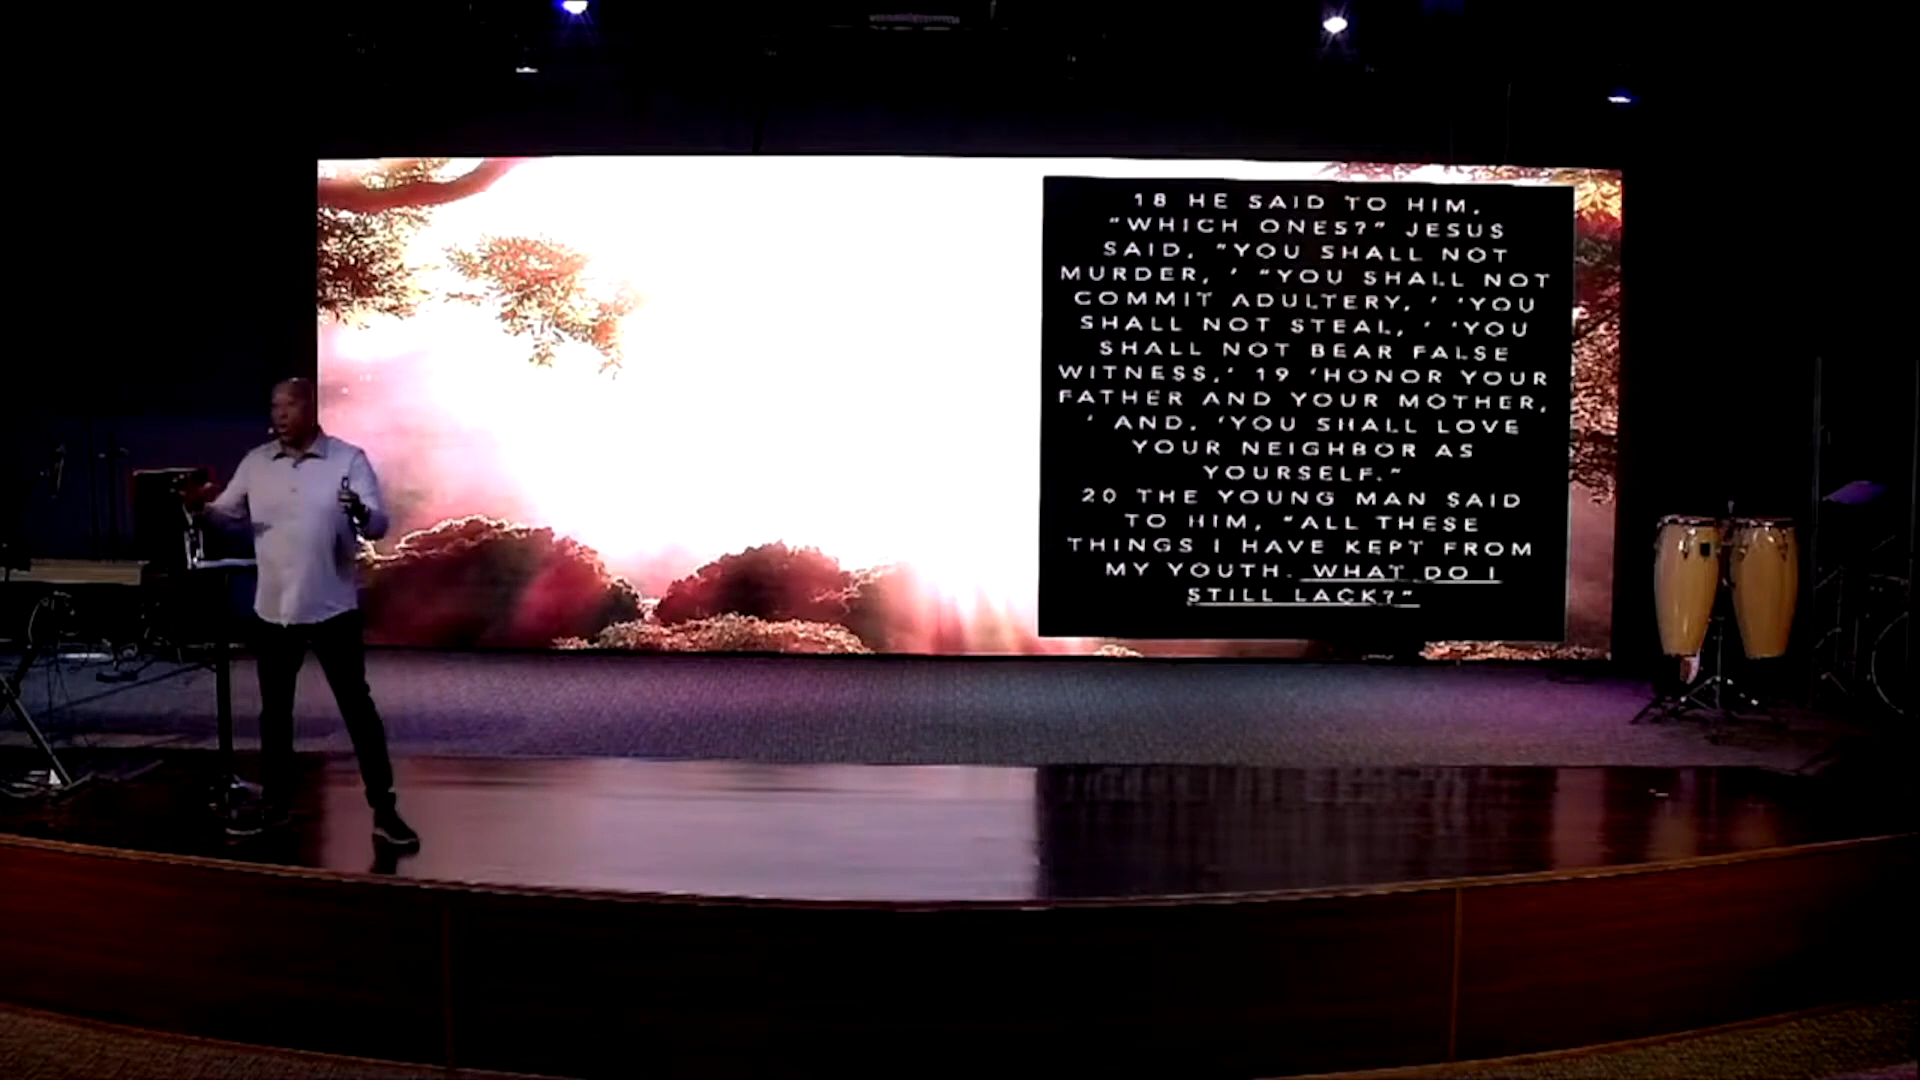 18 HE SAID TO HIM,
"WHICH ONES?" JESUS
SAID, "YOU SHALL NOT
MURDER, ' "YOU SHALL NOT
COMMIT ADULTERY, ' 'YOU
SHALL NOT STEAL, ' 'YOU
SHALL NOT BEAR FALSE
WITNESS,' 19 'HONOR YOUR
FATHER AND YOUR MOTHER,
' AND, 'YOU SHALL LOVE
YOUR NEIGHBOR AS
YOURSELF."
20 THE YOUNG MAN SAID
TO HIM, "ALL THESE
THINGS I HAVE KEPT FROM
MY YOUTH. WHAT DO I
STILL LACK?"